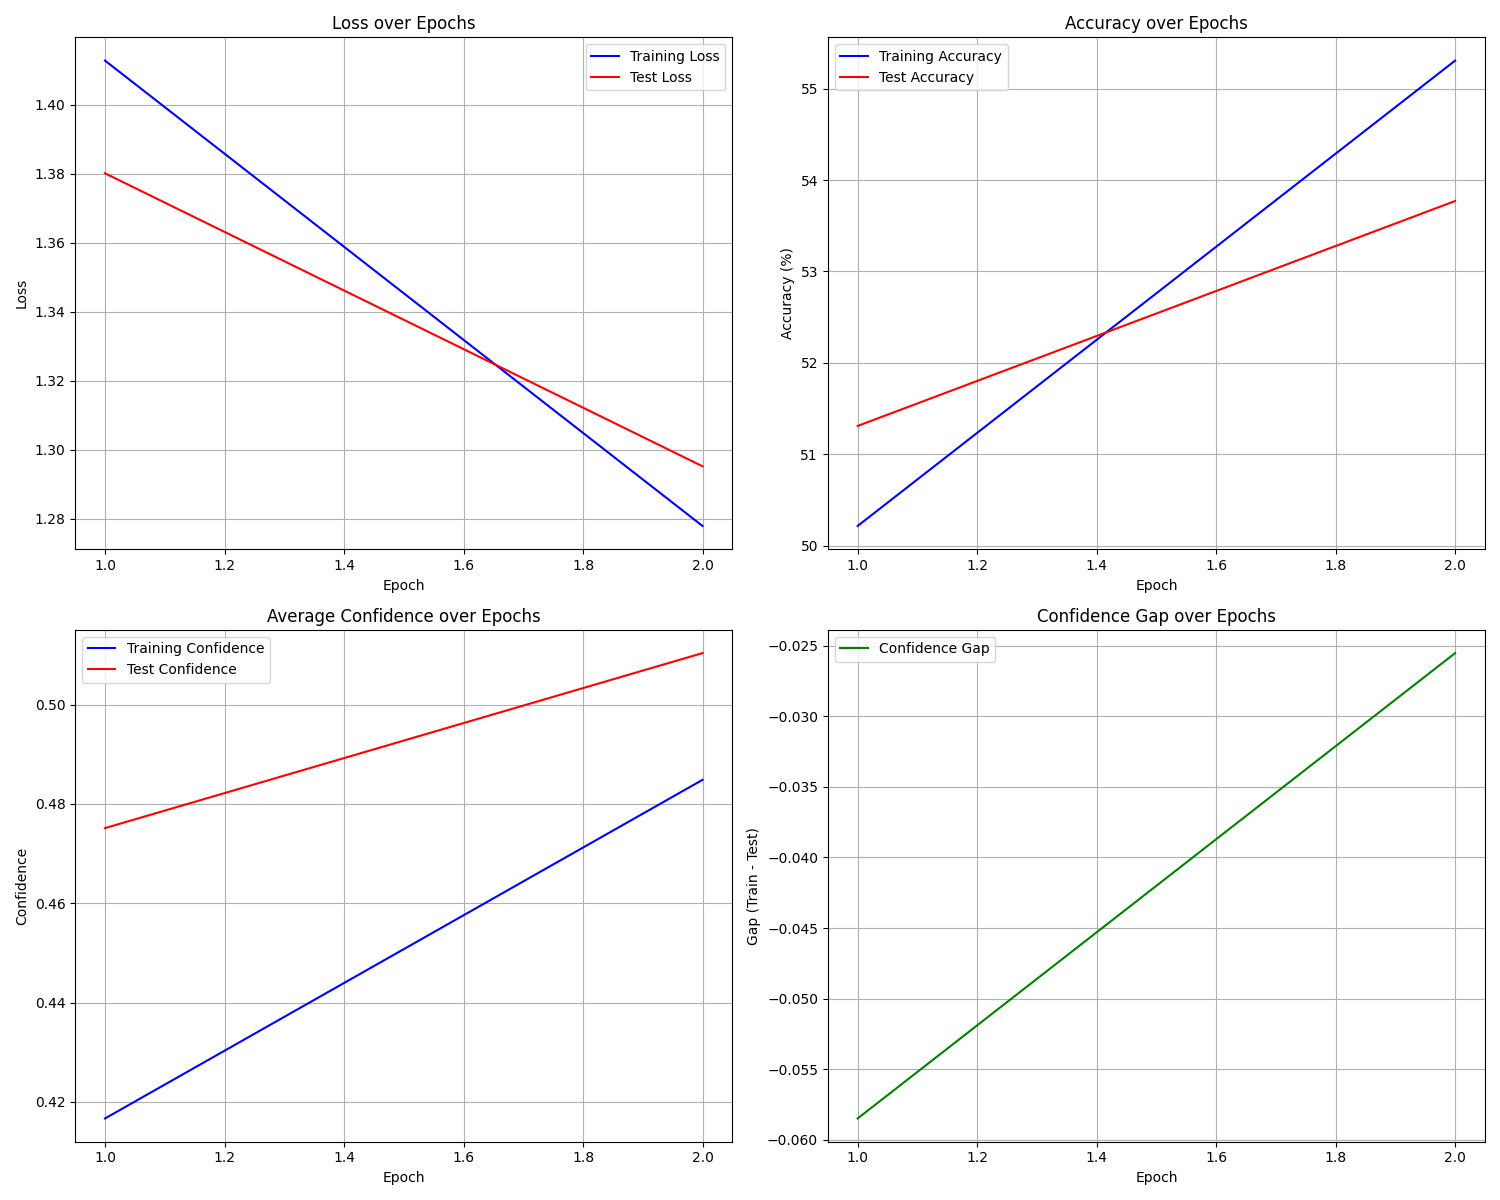 Loss over Epochs
Training Loss
Test Loss
1.40
1.38
1.36
1.34
1.32
1.30
1.28
Loss
1.0 1.2 1.4 1.6 1.8 2.0
Epoch
Accuracy over Epochs
Training Accuracy
Test Accuracy
55
54
53
52
51
50
Accuracy (%)
1.0 1.2 1.4 1.6 1.8 2.0
Epoch
Average Confidence over Epochs
Training Confidence
Test Confidence
0.50
0.48
0.46
0.44
0.42
Confidence
1.0 1.2 1.4 1.6 1.8 2.0
Epoch
Confidence Gap over Epochs
Confidence Gap
−0.025
−0.030
−0.035
−0.040
−0.045
−0.050
−0.055
−0.060
Gap (Train - Test)
1.0 1.2 1.4 1.6 1.8 2.0
Epoch